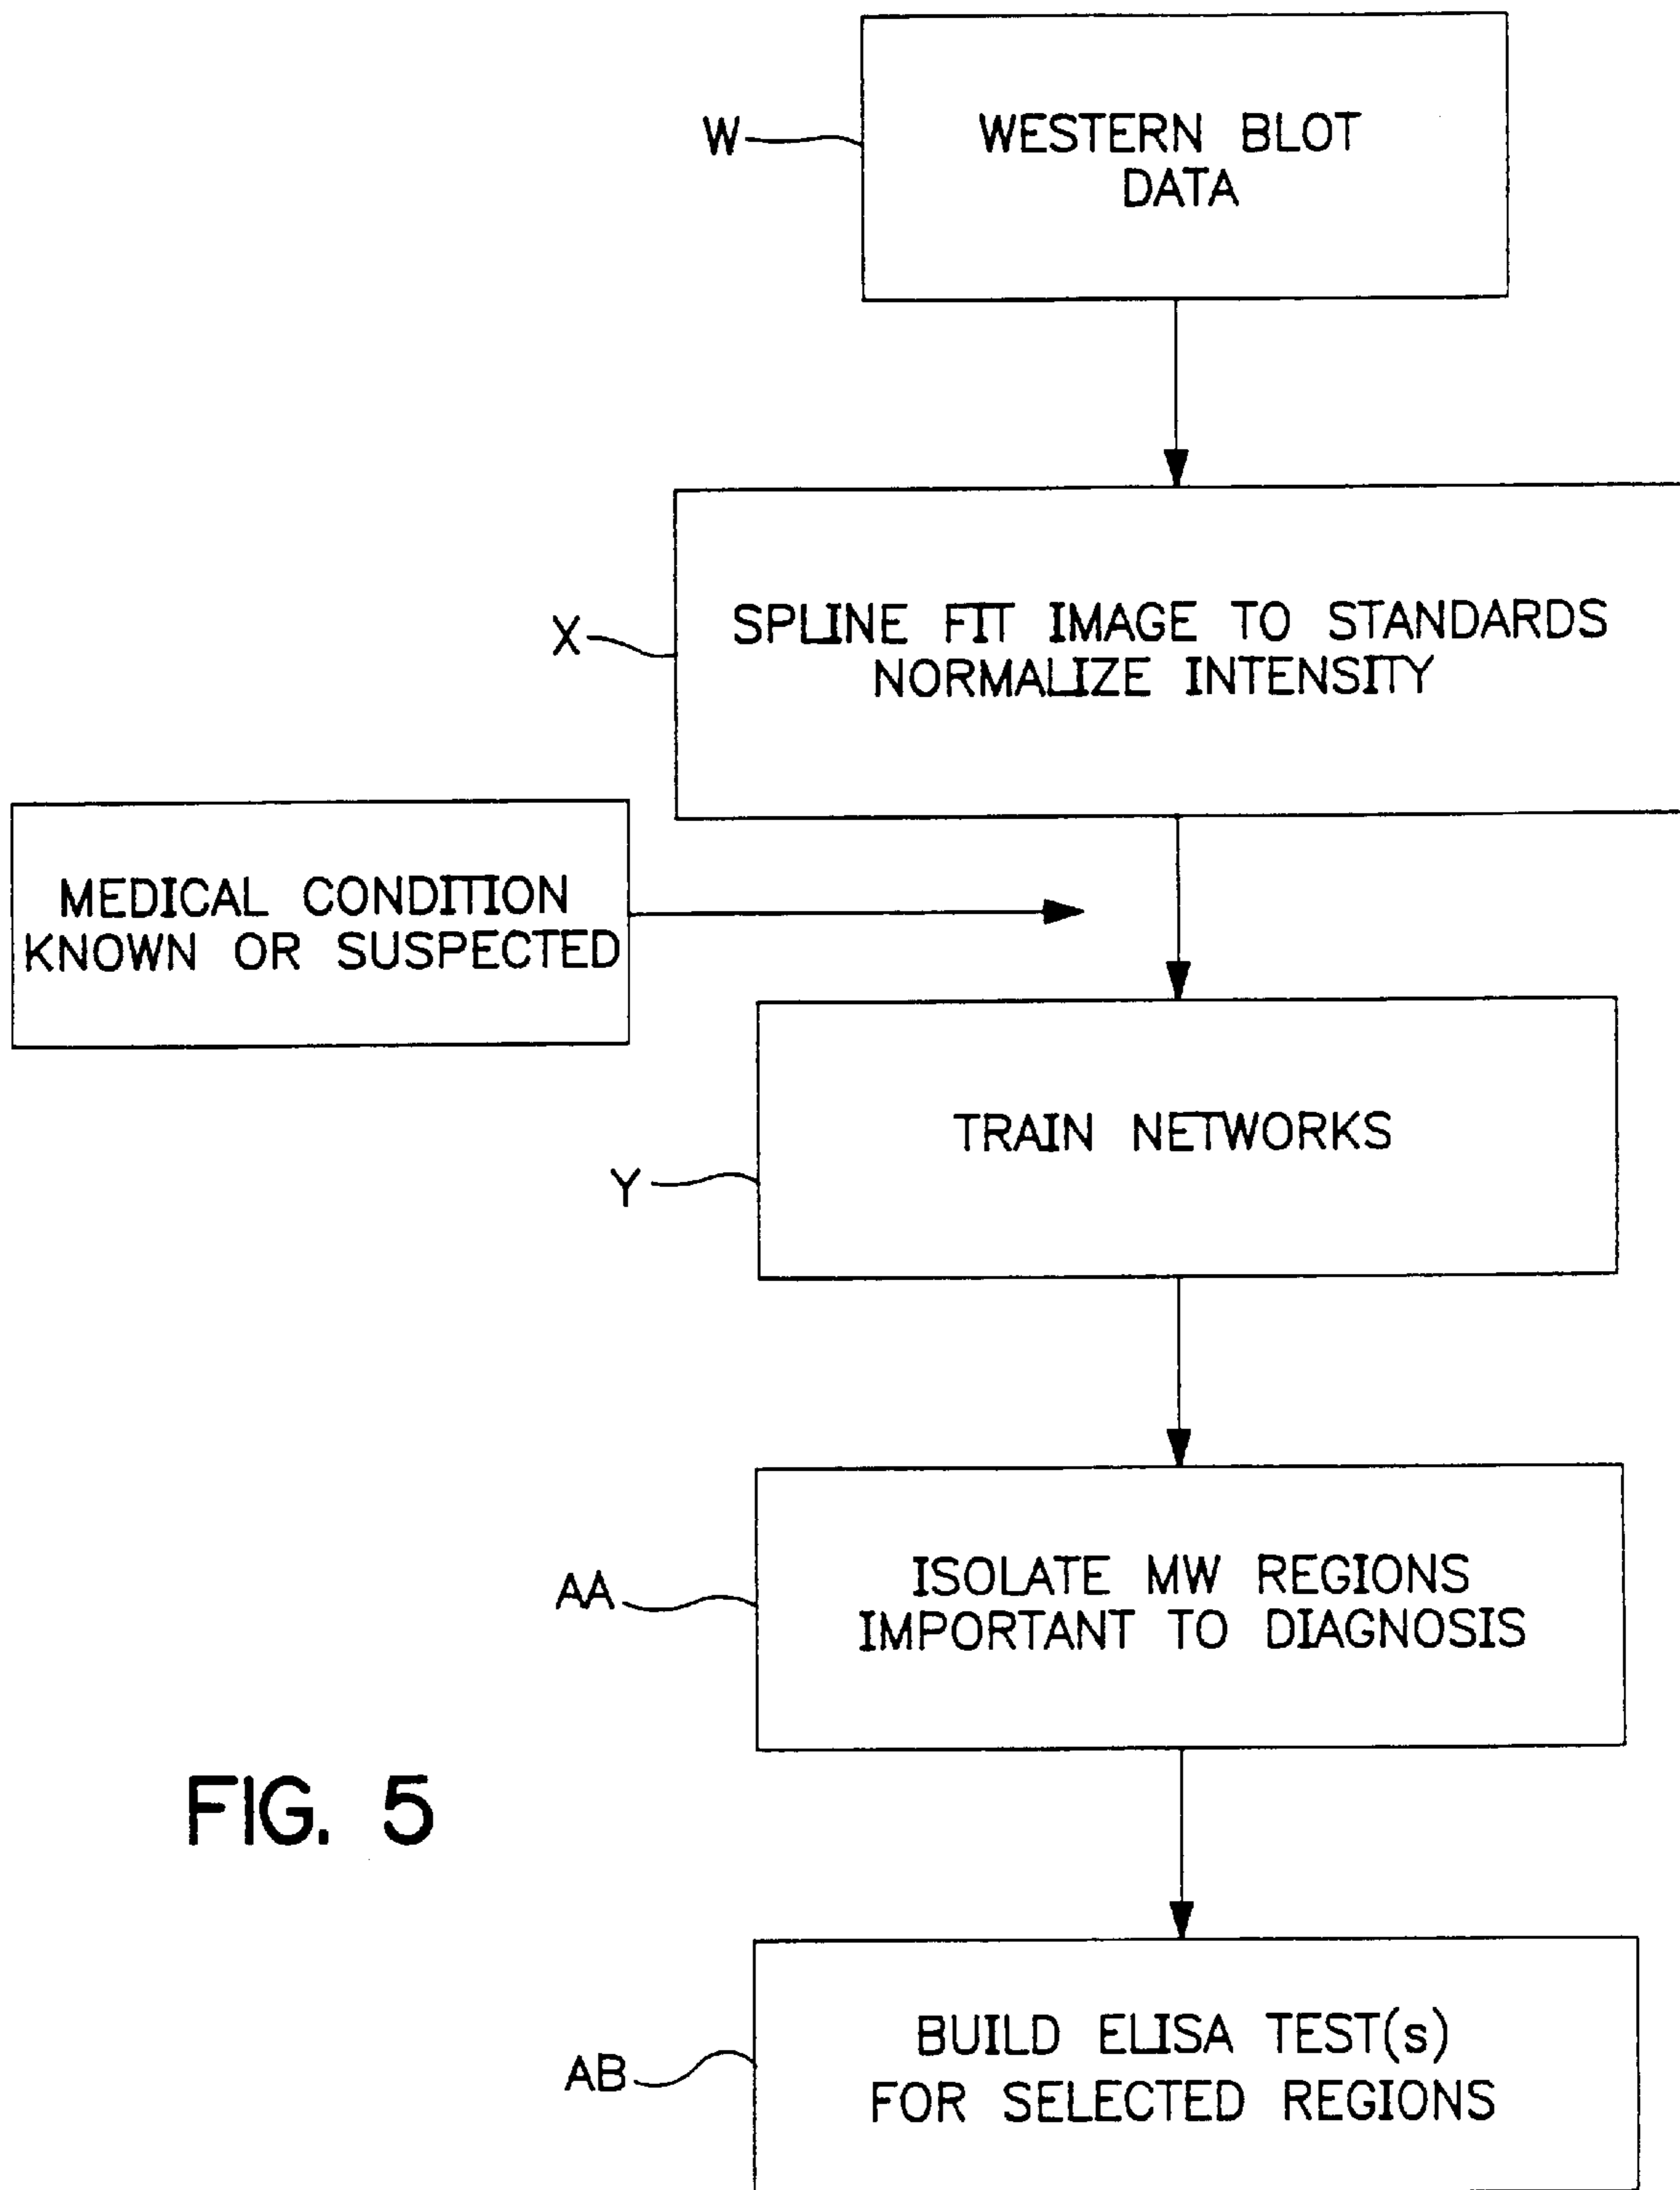 W
WESTERN BLOT
DATA
X
SPLINE FIT IMAGE TO STANDARDS
NORMALIZE INTENSITY
MEDICAL CONDITION
KNOWN OR SUSPECTED
TRAIN NETWORKS
Y
AA
ISOLATE MW REGIONS
IMPORTANT TO DIAGNOSIS
FIG. 5
AB
BUILD ELISA TEST(s)
FOR SELECTED REGIONS